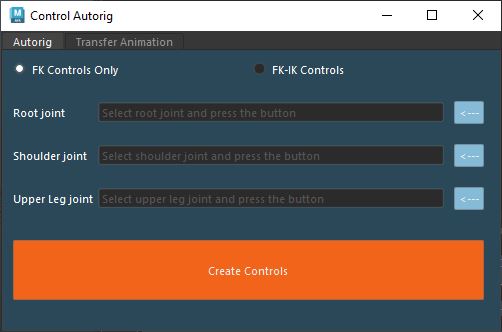 Control Autorig
Autorig Transfer Animation
FK Controls Only FK-IK Controls
Root joint Select root joint and press the button <---
Shoulder joint Select shoulder joint and press the button <---
Upper Leg joint Select upper leg joint and press the button <---
Create Controls